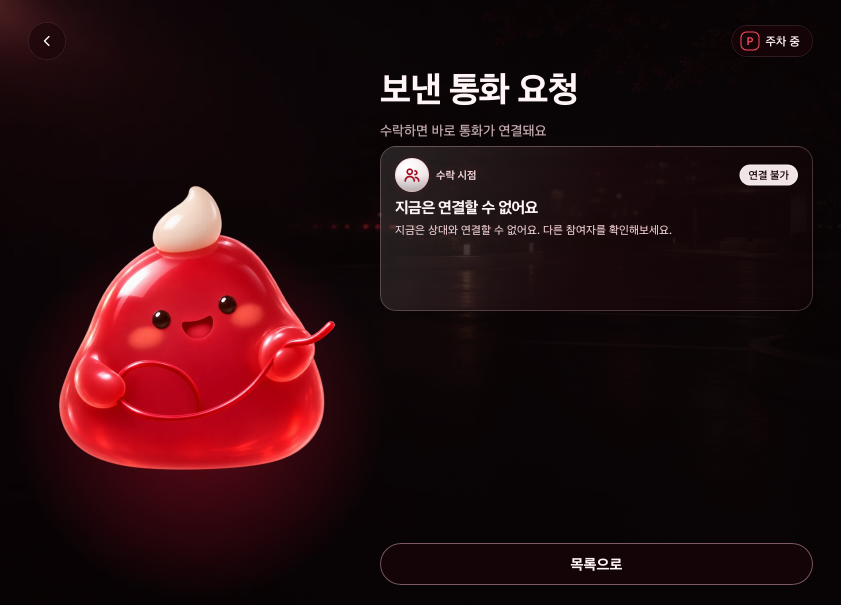 P 주차 중
보낸 통화 요청
수락하면 바로 통화가 연결돼요
수락 시점
연결 불가
지금은 연결할 수 없어요
지금은 상대와 연결할 수 없어요. 다른 참여자를 확인해보세요.
목록으로